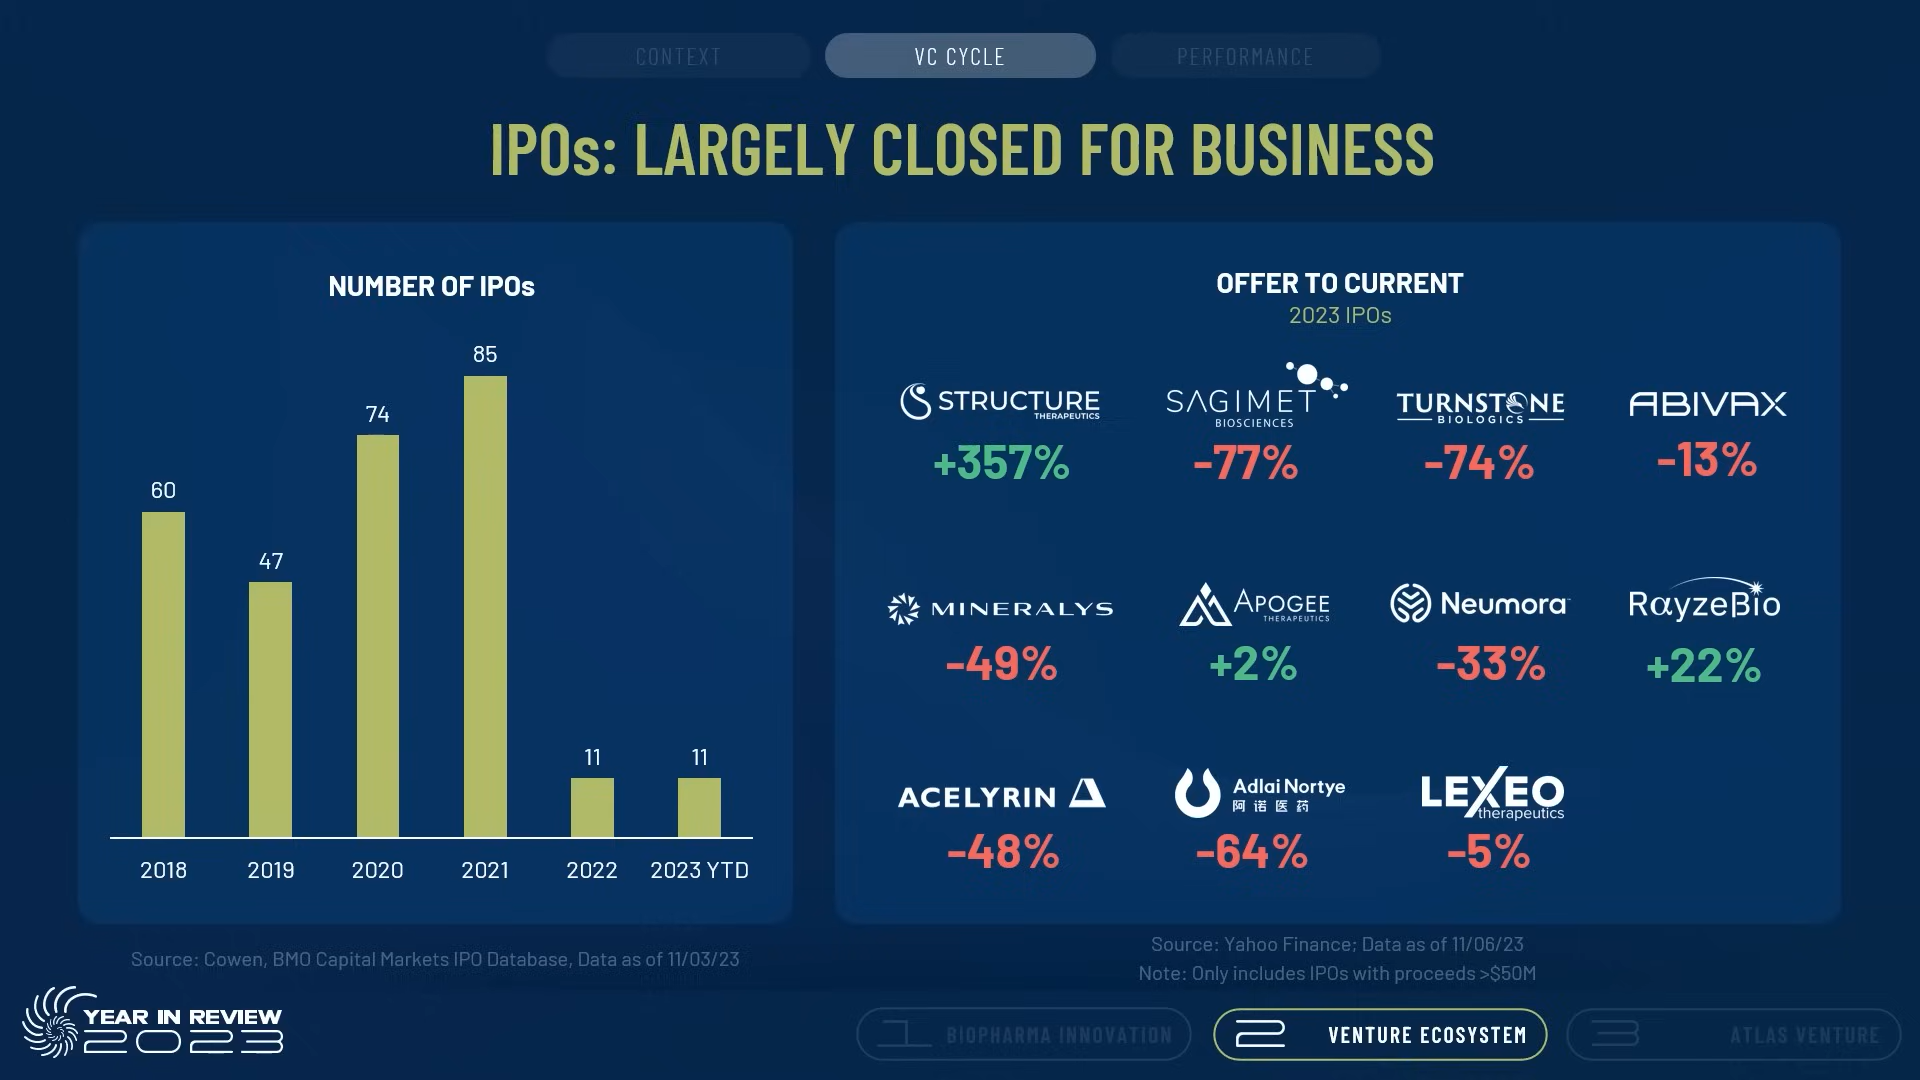 CONTEXT
VC CYCLE
PERFORMANCE
IPOs: LARGELY CLOSED FOR BUSINESS
NUMBER OF IPOs
60
47
74
85
11
11
2018
2019
2020
2021
2022
2023 YTD
Source: Cowen, BMO Capital Markets IPO Database, Data as of 11/03/23
OFFER TO CURRENT
2023 IPOs
STRUCTURE
THERAPEUTICS
+357%
SAGIMET
BIOSCIENCES
-77%
TURNSTONE
BIOLOGICS
-74%
ABIVAX
-13%
MINERALYS
-49%
APOGEE
THERAPEUTICS
+2%
Neumora
-33%
RayzeBio
+22%
ACELYRIN
-48%
Adlai Nortye
阿诺医药
-64%
LEXEO
therapeutics
-5%
Source: Yahoo Finance; Data as of 11/06/23
Note: Only includes IPOs with proceeds >$50M
YEAR IN REVIEW
2023
1 BIOPHARMA INNOVATION
2 VENTURE ECOSYSTEM
3 ATLAS VENTURE